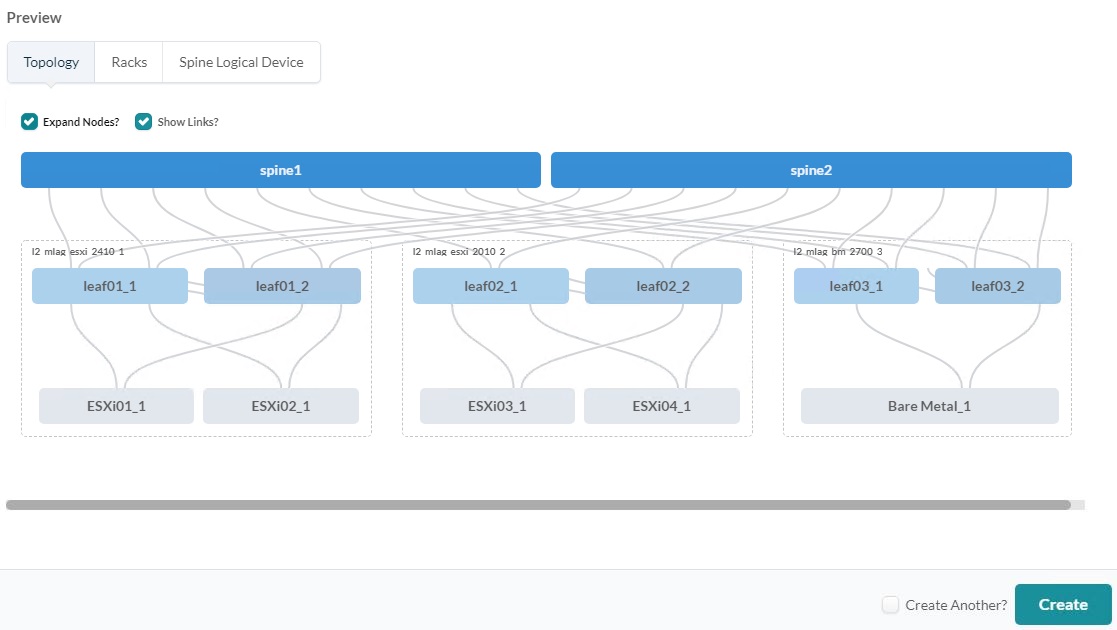 Preview
Topology Racks Spine Logical Device
Expand Nodes? Show Links?
spine1 spine2
l2 mlag esxi 2410 1 l2 mlag esxi 2010 2 l2 mlag bm 2700 3
leaf01_1 leaf01_2 leaf02_1 leaf02_2 leaf03_1 leaf03_2
ESXi01_1 ESXi02_1 ESXi03_1 ESXi04_1 Bare Metal_1
Create Another? Create